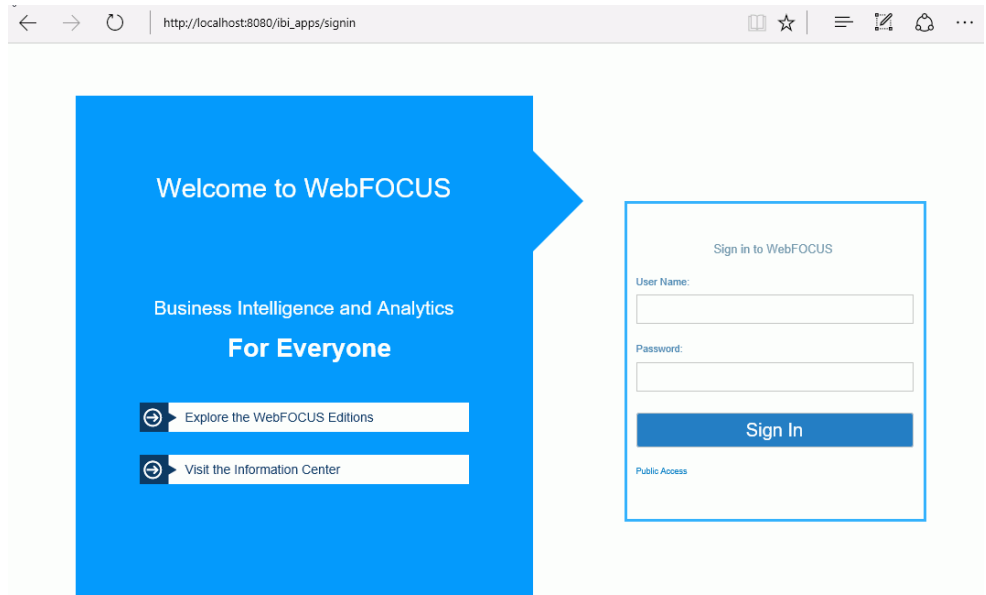 http://localhost:8080/ibi_apps/signin
Welcome to WebFOCUS
Business Intelligence and Analytics
For Everyone
Explore the WebFOCUS Editions
Visit the Information Center
Sign in to WebFOCUS
User Name:
Password:
Sign In
Public Access